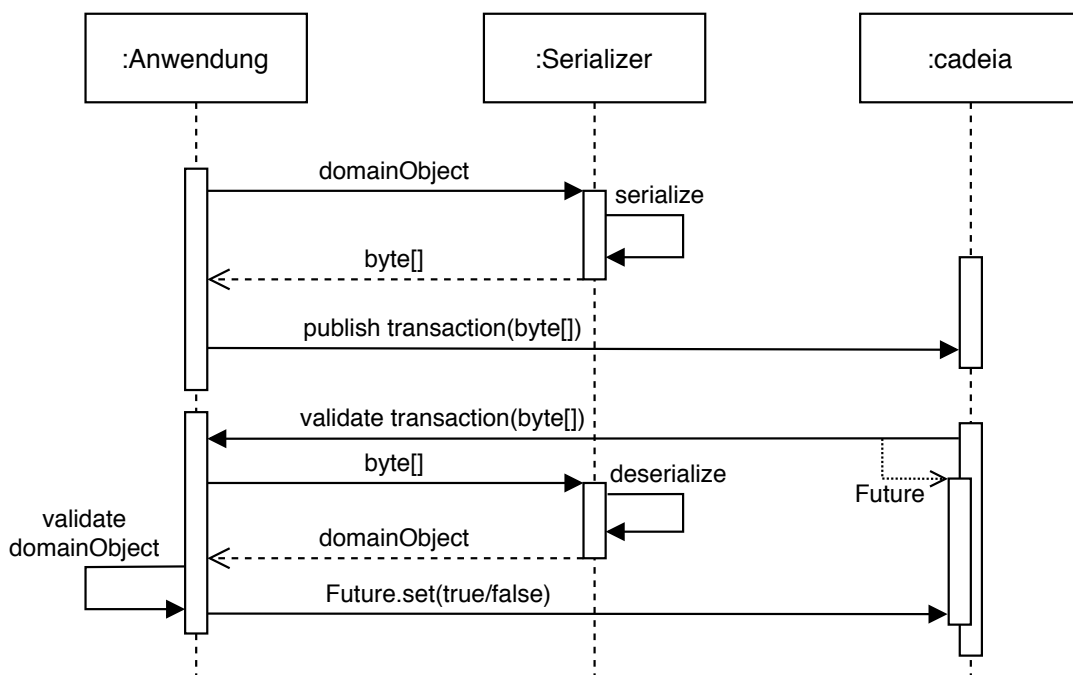 :Anwendung
:Serializer
:cadeia
domainObject
serialize
byte[]
publish transaction(byte[])
validate transaction(byte[])
byte[]
deserialize
Future
validate
domainObject
domainObject
Future.set(true/false)